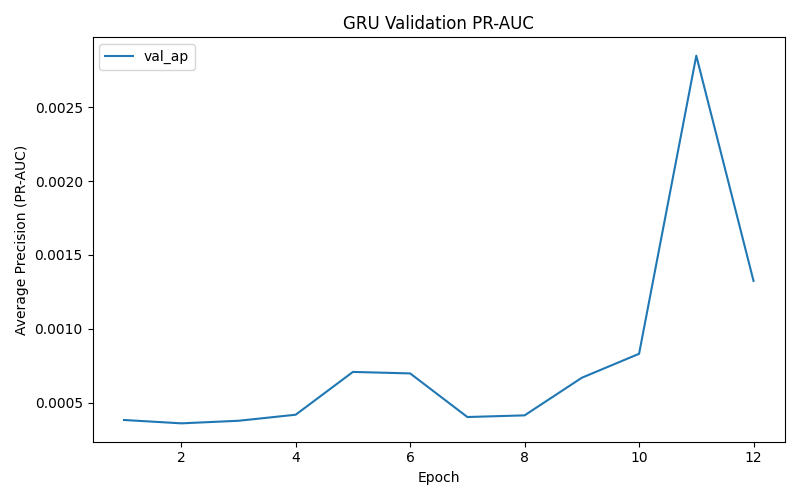 GRU Validation PR-AUC
val_ap
Average Precision (PR-AUC)
0.0025
0.0020
0.0015
0.0010
0.0005
2 4 6 8 10 12
Epoch